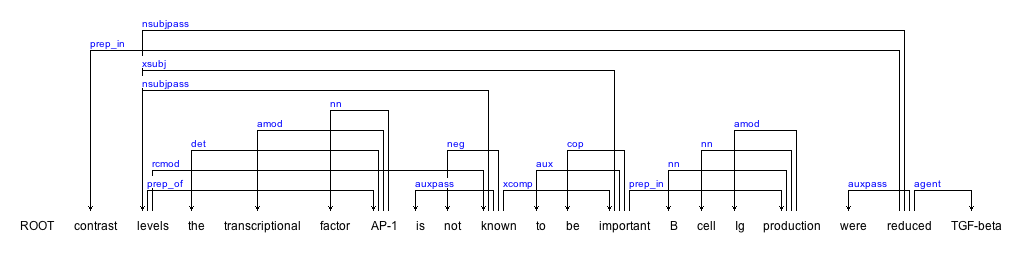 nsubjpass
prep_in
xsubj
nsubjpass
nn
amod
det neg cop nn amod
rcmod aux nn
prep_of auxpass xcomp prep_in auxpass agent
ROOT contrast levels the transcriptional factor AP-1 is not known to be important B cell Ig production were reduced TGF-beta